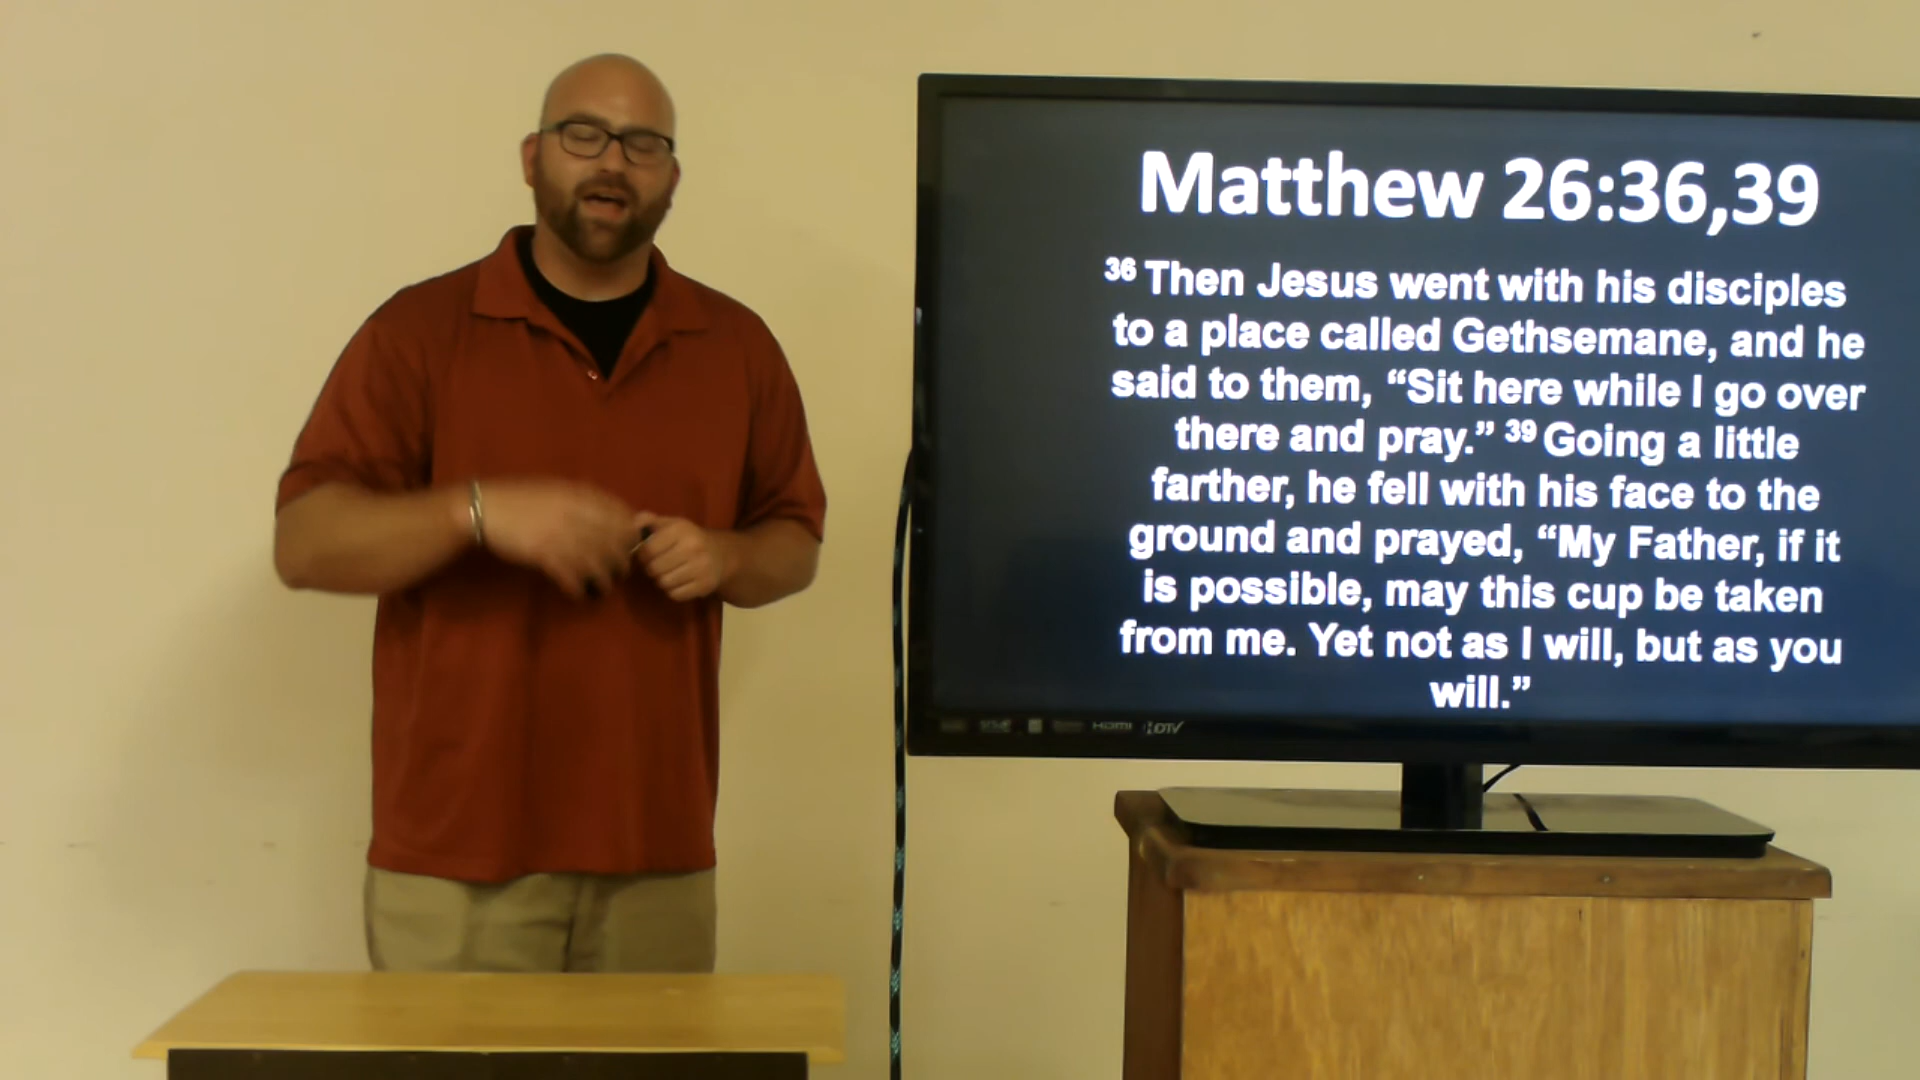 Matthew 26:36,39
36 Then Jesus went with his disciples
to a place called Gethsemane, and he
said to them, “Sit here while I go over
there and pray.” 39 Going a little
farther, he fell with his face to the
ground and prayed, “My Father, if it
is possible, may this cup be taken
from me. Yet not as I will, but as you
will.”
HDMI HDTV